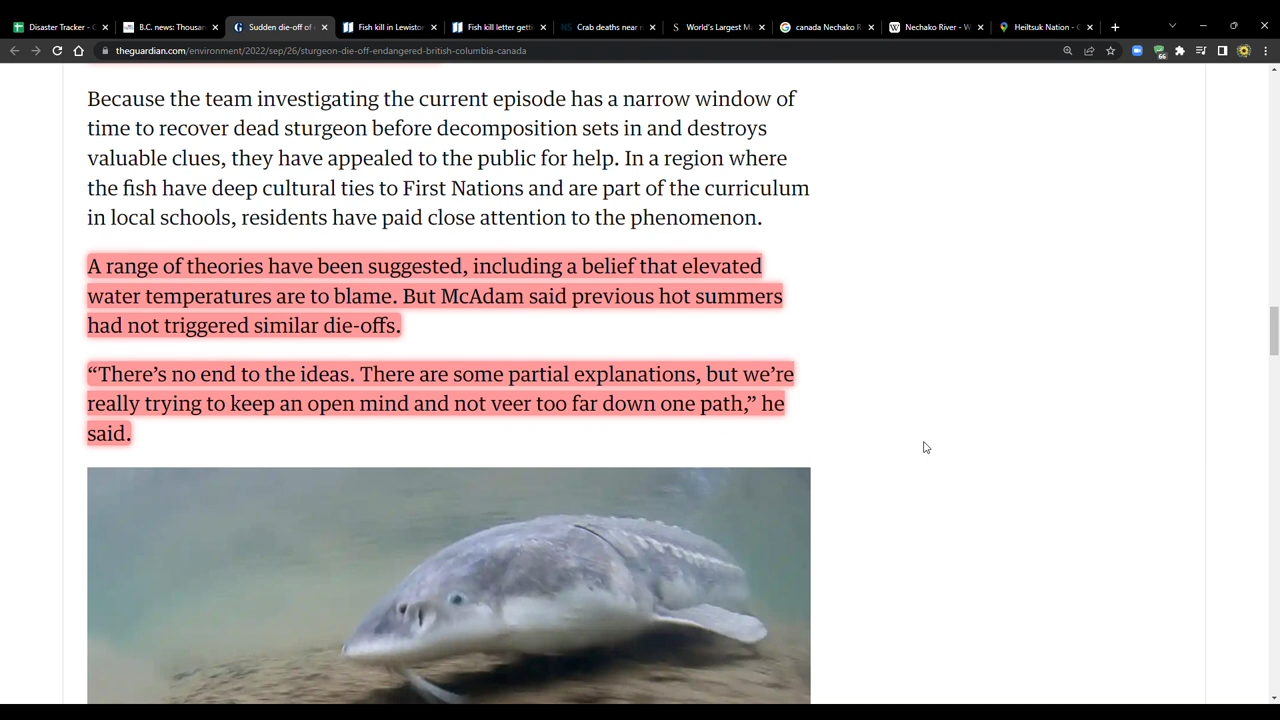 Disaster Tracker - G
B.C. news: Thousan
Sudden die-off of
Fish kill in Lewiston
Fish kill letter gett
Crab deaths near
World's Largest M
canada Nechako R
Nechako River - W
Heiltsuk Nation -
theguardian.com/environment/2022/sep/26/sturgeon-die-off-endangered-british-columbia-canada
66
Because the team investigating the current episode has a narrow window of
time to recover dead sturgeon before decomposition sets in and destroys
valuable clues, they have appealed to the public for help. In a region where
the fish have deep cultural ties to First Nations and are part of the curriculum
in local schools, residents have paid close attention to the phenomenon.
A range of theories have been suggested, including a belief that elevated
water temperatures are to blame. But McAdam said previous hot summers
had not triggered similar die-offs.
“There’s no end to the ideas. There are some partial explanations, but we’re
really trying to keep an open mind and not veer too far down one path,” he
said.